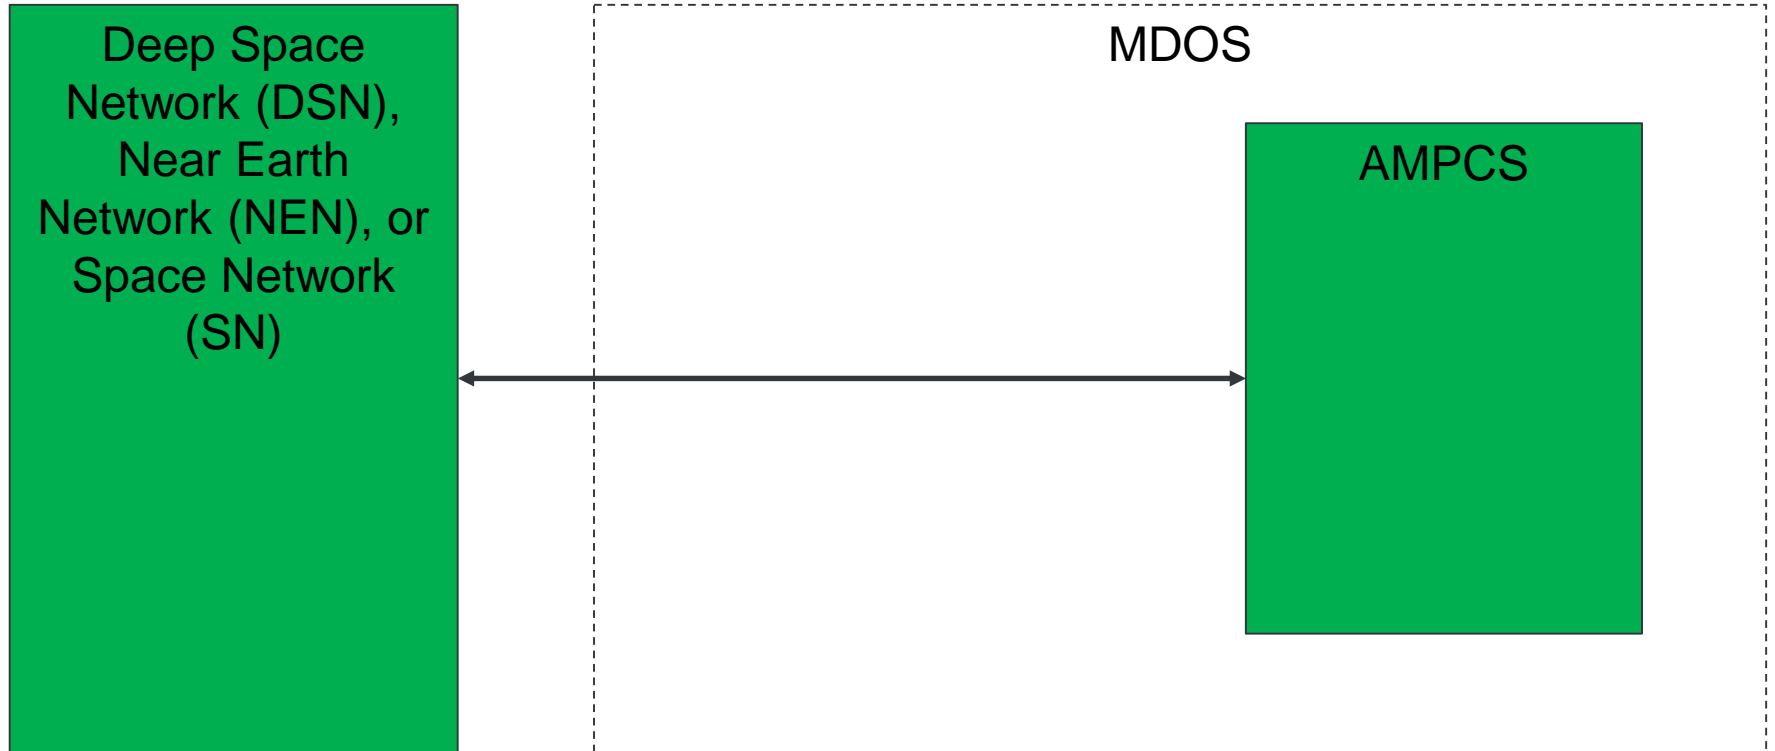 Deep Space
Network (DSN),
Near Earth
Network (NEN), or
Space Network
(SN)
MDOS
AMPCS